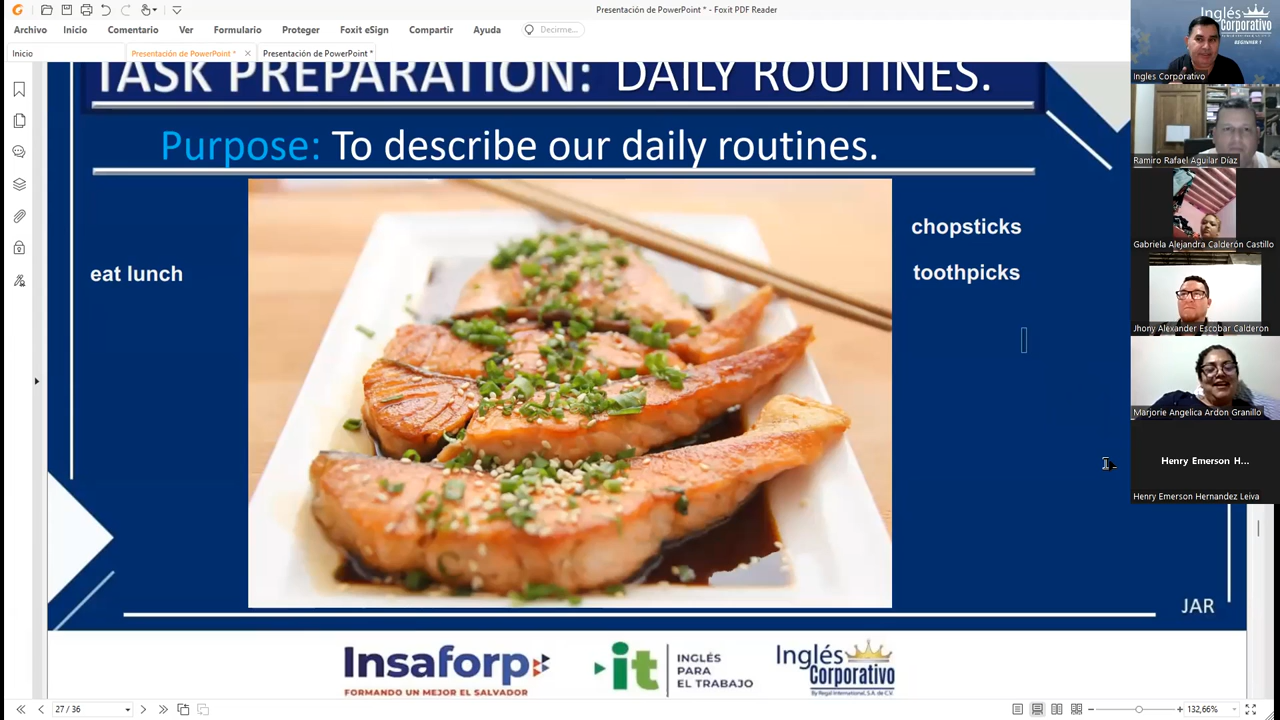 Presentación de PowerPoint * - Foxit PDF Reader
Archivo Inicio Comentario Ver Formulario Proteger Foxit eSign Compartir Ayuda Decirme...
Inicio Presentación de PowerPoint * Presentación de PowerPoint *
TASK PREPARATION: DAILY ROUTINES.
Purpose: To describe our daily routines.
chopsticks
eat lunch
toothpicks
JAR
Insaforp
FORMANDO UN MEJOR EL SALVADOR
it
INGLÉS
PARA
EL TRABAJO
Inglés
Corporativo
By Regal International, S.A. de C.V.
27 / 36
132,66%
Inglés
Corporativo
BEGINNER 1
Ingles Corporativo
Ramiro Rafael Aguilar Díaz
Gabriela Alejandra Calderón Castillo
Jhony Alexander Escobar Calderon
Marjorie Angelica Ardon Granillo
Henry Emerson H...
Henry Emerson Hernandez Leiva